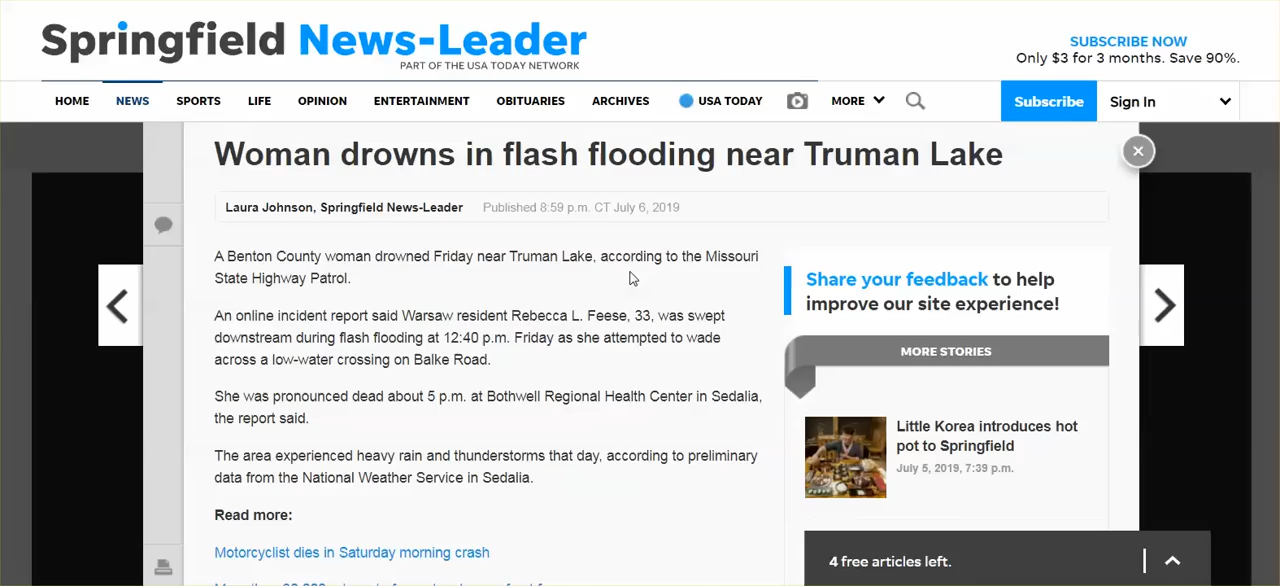 Springfield News-Leader
PART OF THE USA TODAY NETWORK
SUBSCRIBE NOW
Only $3 for 3 months. Save 90%.
HOME NEWS SPORTS LIFE OPINION ENTERTAINMENT OBITUARIES ARCHIVES USA TODAY MORE Subscribe Sign In
Woman drowns in flash flooding near Truman Lake
Laura Johnson, Springfield News-Leader Published 8:59 p.m. CT July 6, 2019
A Benton County woman drowned Friday near Truman Lake, according to the Missouri
State Highway Patrol.
An online incident report said Warsaw resident Rebecca L. Feese, 33, was swept
downstream during flash flooding at 12:40 p.m. Friday as she attempted to wade
across a low-water crossing on Balke Road.
She was pronounced dead about 5 p.m. at Bothwell Regional Health Center in Sedalia,
the report said.
The area experienced heavy rain and thunderstorms that day, according to preliminary
data from the National Weather Service in Sedalia.
Read more:
Motorcyclist dies in Saturday morning crash
Share your feedback to help
improve our site experience!
MORE STORIES
Little Korea introduces hot
pot to Springfield
July 5, 2019, 7:39 p.m.
4 free articles left.